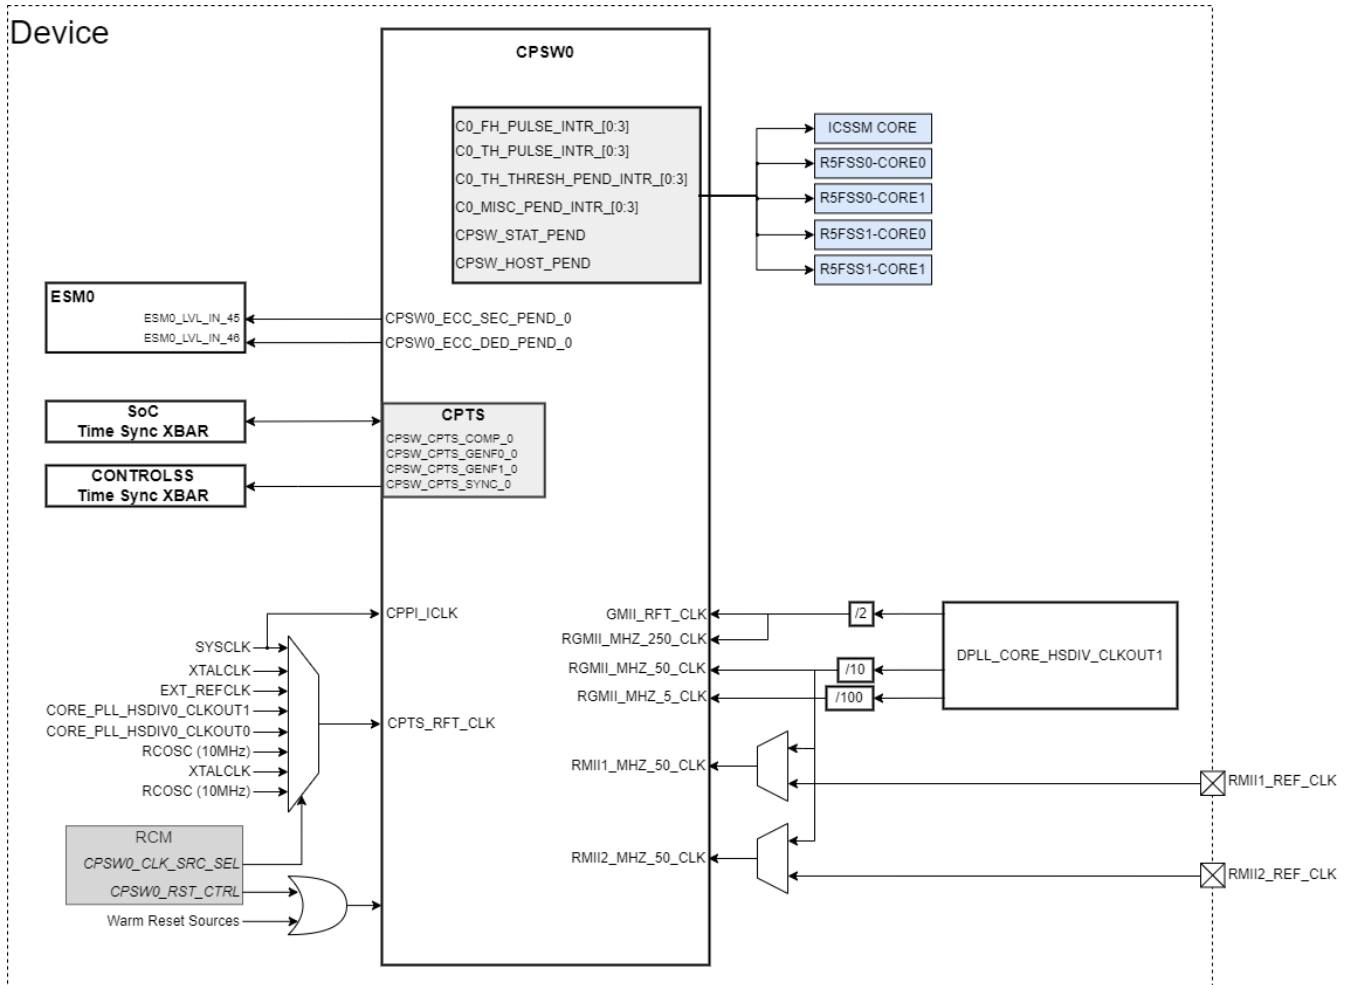 Device
CPSW0
C0_FH_PULSE_INTR_[0:3]
C0_TH_PULSE_INTR_[0:3]
C0_TH_THRESH_PEND_INTR_[0:3]
C0_MISC_PEND_INTR_[0:3]
CPSW_STAT_PEND
CPSW_HOST_PEND
ICSSM CORE
R5FSS0-CORE0
R5FSS0-CORE1
R5FSS1-CORE0
R5FSS1-CORE1
ESM0
ESM0_LVL_IN_45
ESM0_LVL_IN_46
CPSW0_ECC_SEC_PEND_0
CPSW0_ECC_DED_PEND_0
SoC
Time Sync XBAR
CONTROLSS
Time Sync XBAR
CPTS
CPSW_CPTS_COMP_0
CPSW_CPTS_GENF0_0
CPSW_CPTS_GENF1_0
CPSW_CPTS_SYNC_0
CPPI_ICLK
SYSCLK
XTALCLK
EXT_REFCLK
CORE_PLL_HSDIV0_CLKOUT1
CORE_PLL_HSDIV0_CLKOUT0
RCOSC (10MHz)
XTALCLK
RCOSC (10MHz)
CPTS_RFT_CLK
RCM
CPSW0_CLK_SRC_SEL
CPSW0_RST_CTRL
Warm Reset Sources
GMII_RFT_CLK
RGMII_MHZ_250_CLK
RGMII_MHZ_50_CLK
RGMII_MHZ_5_CLK
/2
/10
/100
DPLL_CORE_HSDIV_CLKOUT1
RMII1_MHZ_50_CLK
RMII1_REF_CLK
RMII2_MHZ_50_CLK
RMII2_REF_CLK